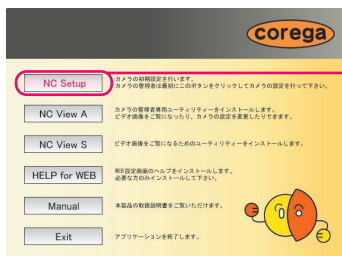 corega
NC Setup
カメラの初期設定を行います。
カメラの管理者は最初にこのボタンをクリックしてカメラの設定を行って下さい。
NC View A
カメラの管理者専用ユーティリティーをインストールします。
ビデオ画像をご覧になったり、カメラの設定を変更したりできます。
NC View S
ビデオ画像をご覧になるためのユーティリティーをインストールします。
HELP for WEB
WEB設定画面のヘルプをインストールします。
必要な方のみインストールして下さい。
Manual
本製品の取扱説明書をご覧いただけます。
Exit
アプリケーションを終了します。